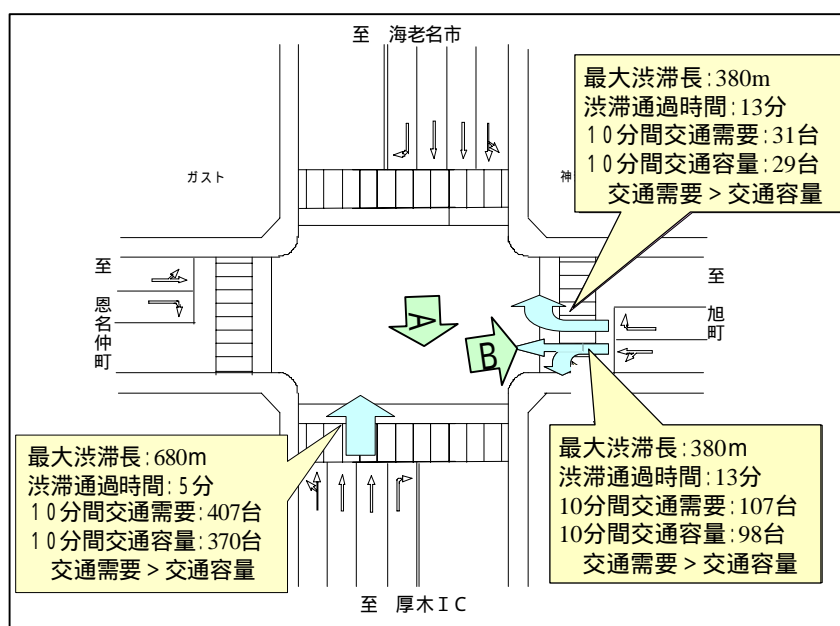 至 海老名市
最大渋滞長:380m
渋滞通過時間:13分
10分間交通需要:31台
10分間交通容量:29台
交通需要>交通容量
ガスト
神
至 恩名仲町
至 旭町
A
B
最大渋滞長:680m
渋滞通過時間:5分
10分間交通需要:407台
10分間交通容量:370台
交通需要>交通容量
最大渋滞長:380m
渋滞通過時間:13分
10分間交通需要:107台
10分間交通容量:98台
交通需要>交通容量
至 厚木IC